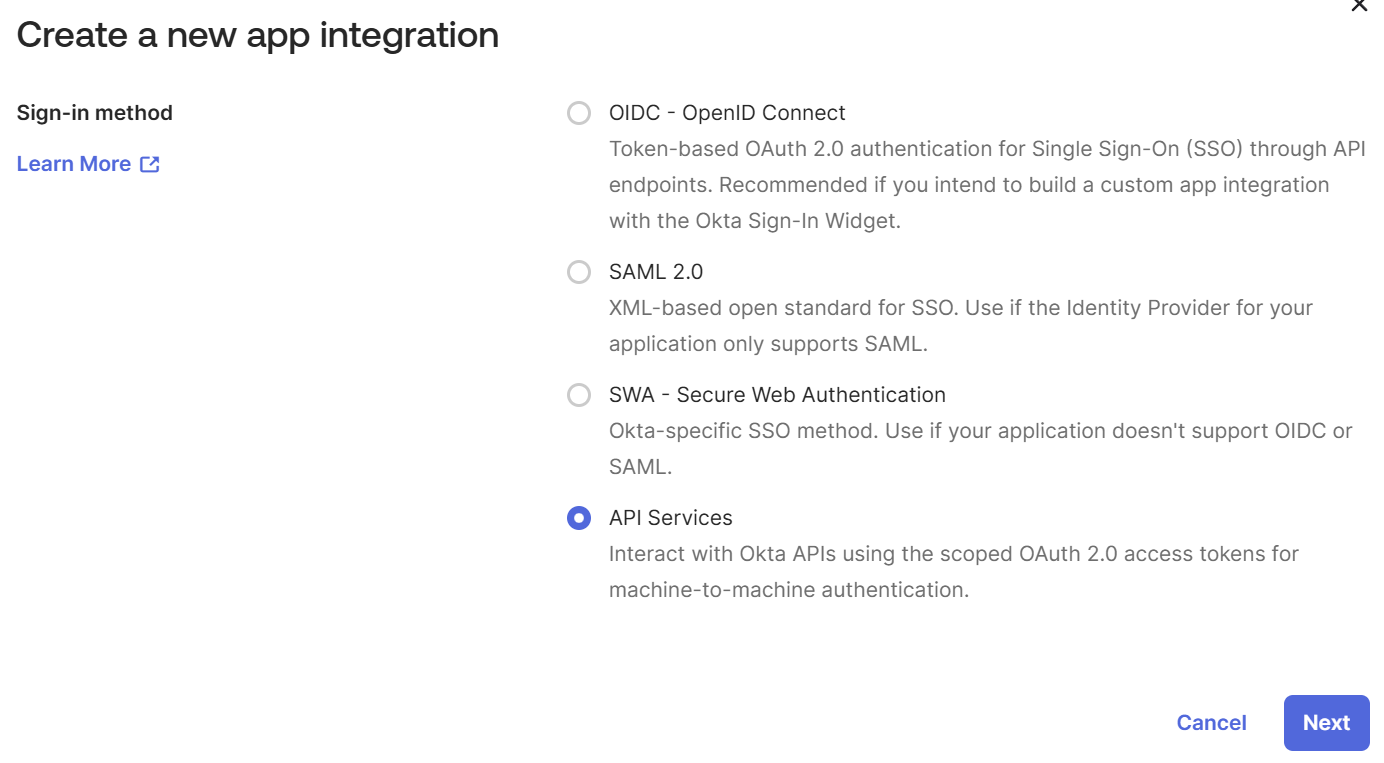 Create a new app integration
Sign-in method
Learn More
OIDC - OpenID Connect
Token-based OAuth 2.0 authentication for Single Sign-On (SSO) through API
endpoints. Recommended if you intend to build a custom app integration
with the Okta Sign-In Widget.
SAML 2.0
XML-based open standard for SSO. Use if the Identity Provider for your
application only supports SAML.
SWA - Secure Web Authentication
Okta-specific SSO method. Use if your application doesn't support OIDC or
SAML.
API Services
Interact with Okta APIs using the scoped OAuth 2.0 access tokens for
machine-to-machine authentication.
Cancel
Next